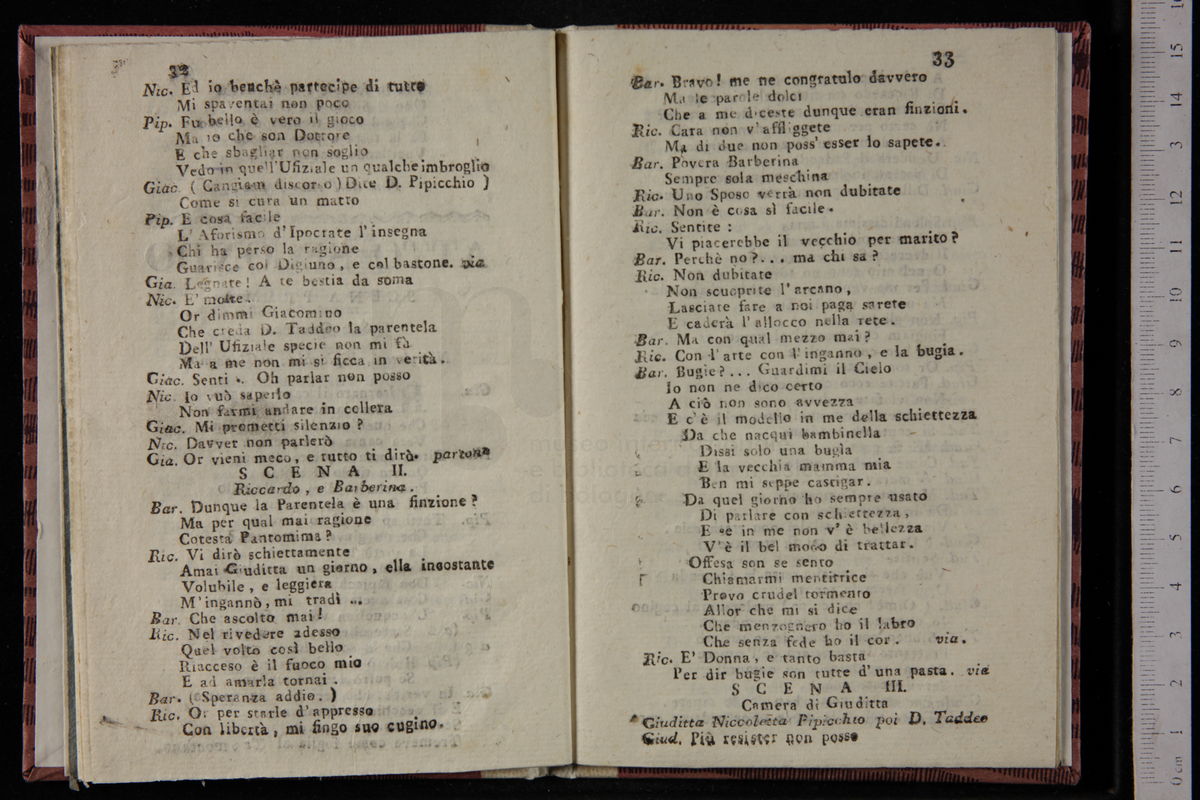 32
Nic. Ed io benchè partecipe di tutto
Mi spaventai non poco
Pip. Fu bello è vero il gioco
Ma io che son Dottore
E che sbagliar non soglio
Vedo in quell'Ufiziale un qualche imbroglio
Giac. ( Cangiam discorso ) Dite D. Pipicchio )
Come si cura un matto
Pip. E cosa facile
L' Aforismo d'Ipocrate l'insegna
Chi ha perso la ragione
Guarisce col Digiuno, e col bastone. via
Gia. Legnate! A te bestia da soma
Nic. E' molte.
Or dimmi Giacomino
Che creda D. Taddeo la parentela
Dell' Ufiziale specie non mi fà
Ma a me non mi si ficca in verità.
Giac. Senti .. Oh parlar non posso
Nic. Io vuò saperlo
Non farmi andare in collera
Giac. Mi prometti silenzio?
Nic. Davver non parlerò
Gia. Or vieni meco, e tutto ti dirò. partono
SCENA II.
Riccardo, e Barberina.
Bar. Dunque la Parentela è una finzione?
Ma per qual mai ragione
Cotesta Pantomima?
Ric. Vi dirò schiettamente
Amai Giuditta un giorno, ella incostante
Volubile, e leggiera
M'ingannò, mi tradì ...
Bar. Che ascolto mai!
Ric. Nel rivedere adesso
Quel volto così bello
Riacceso è il fuoco mio
E ad amarla tornai.
Bar. ( Speranza addio. )
Ric. Or per starle d'appresso
Con libertà, mi fingo suo cugino.
33
Bar. Bravo! me ne congratulo davvero
Ma le parole dolci
Che a me diceste dunque eran finzioni.
Ric. Cara non v'affliggete
Ma di due non poss' esser lo sapete.
Bar. Povera Barberina
Sempre sola meschina
Ric. Uno Sposo verrà non dubitate
Bar. Non è cosa sì facile.
Ric. Sentite :
Vi piacerebbe il vecchio per marito?
Bar. Perchè no?... ma chi sa?
Ric. Non dubitate
Non scuoprite l'arcano,
Lasciate fare a noi paga sarete
E caderà l'allocco nella rete.
Bar. Ma con qual mezzo mai?
Ric. Con l'arte con l'inganno, e la bugia.
Bar. Bugie?... Guardimi il Cielo
Io non ne dico certo
A ciò non sono avvezza
E c'è il modello in me della schiettezza
Da che nacqui bambinella
Dissi solo una bugla
E la vecchia mamma mia
Ben mi seppe castigar.
Da quel giorno ho sempre usato
Di parlare con schiettezza,
E se in me non v'è bellezza
V'è il bel modo di trattar.
Offesa son se sento
Chiamarmi mentitrice
Provo crudel tormento
Allor che mi si dice
Che menzognero ho il labro
Che senza fede ho il cor. via.
Ric. E' Donna, e tanto basta
Per dir bugie son tutte d'una pasta. via
SCENA III.
Camera di Giuditta
Giuditta Niccoletta Pipicchio poi D. Taddeo
Giud. Più resister non posso